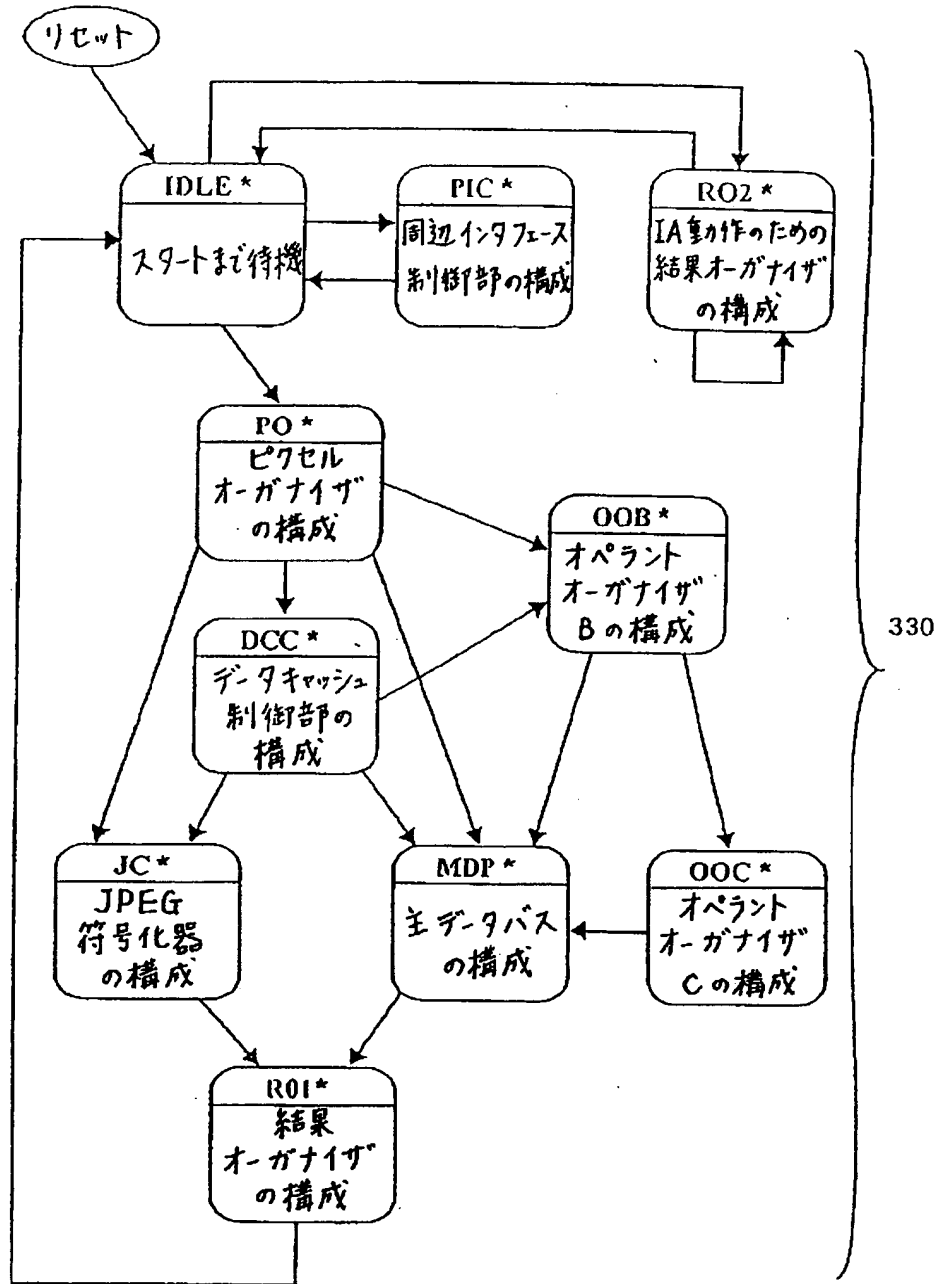 リセット
IDLE *
スタートまで待機
PIC *
周辺インタフェース
制御部の構成
RO2 *
IA動作のための
結果オーガナイザ
の構成
PO *
ピクセル
オーガナイザ
の構成
OOB *
オペラント
オーガナイザ
Bの構成
330
DCC *
データキャッシュ
制御部の
構成
JC *
JPEG
符号化器
の構成
MDP *
主データバス
の構成
OOC *
オペラント
オーガナイザ
Cの構成
RO1*
結果
オーガナイザ
の構成